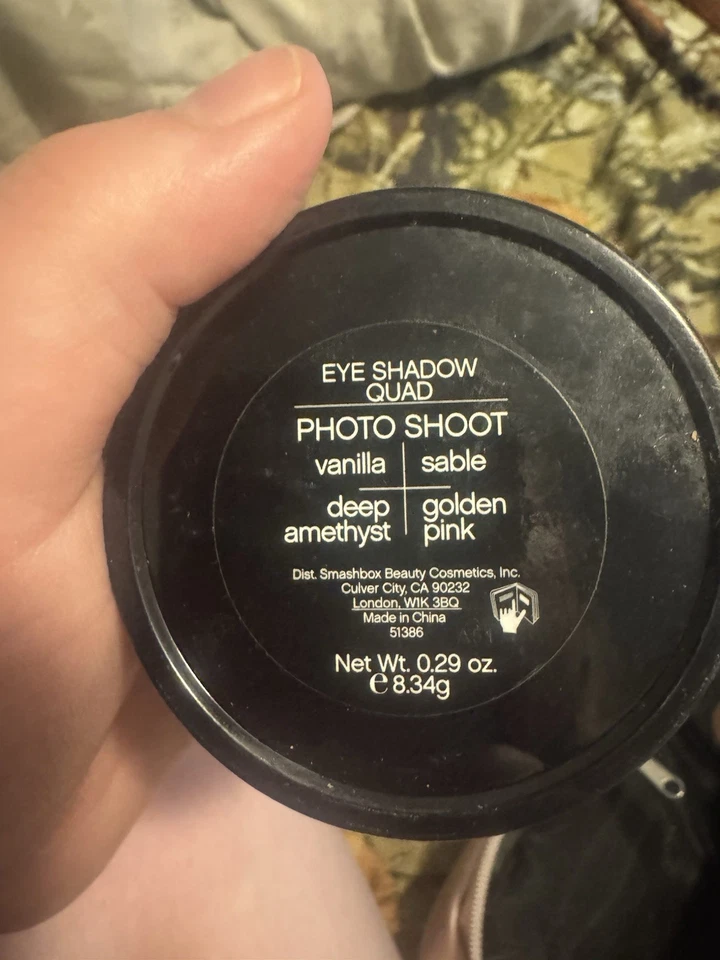 EYE SHADOW
QUAD
PHOTO SHOOT
vanilla sable
deep golden
amethyst pink
Dist. Smashbox Beauty Cosmetics, Inc.
Culver City, CA 90232
London, W1K 3BQ
Made in China
51386
Net Wt. 0.29 oz.
℮ 8.34g